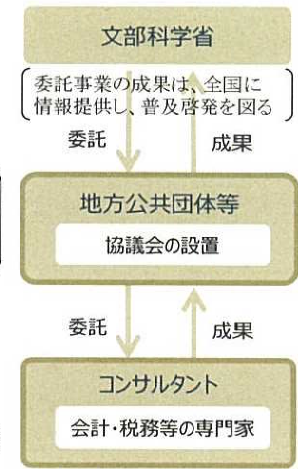 文部科学省
委託事業の成果は、全国に
情報提供し、普及啓発を図る
委託
成果
地方公共団体等
協議会の設置
委託
成果
コンサルタント
会計・税務等の専門家